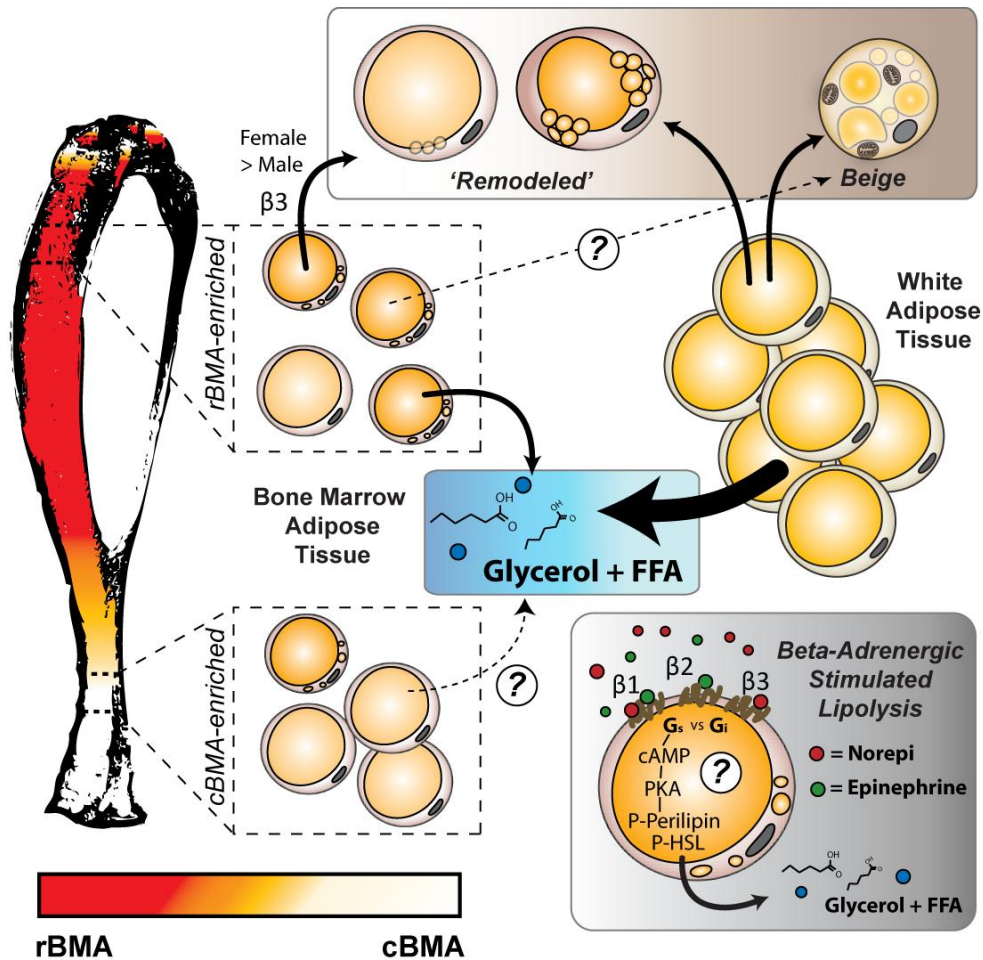 Female
> Male
β3
'Remodeled'
Beige
?
rBMA-enriched
White
Adipose
Tissue
Bone Marrow
Adipose
Tissue
OH
O
OH
O
Glycerol + FFA
cBMA-enriched
?
Beta-Adrenergic
Stimulated
Lipolysis
β1
β2
β3
Gs vs Gi
cAMP
?
PKA
P-Perilipin
P-HSL
= Norepi
= Epinephrine
OH
O
OH
O
Glycerol + FFA
rBMA
cBMA